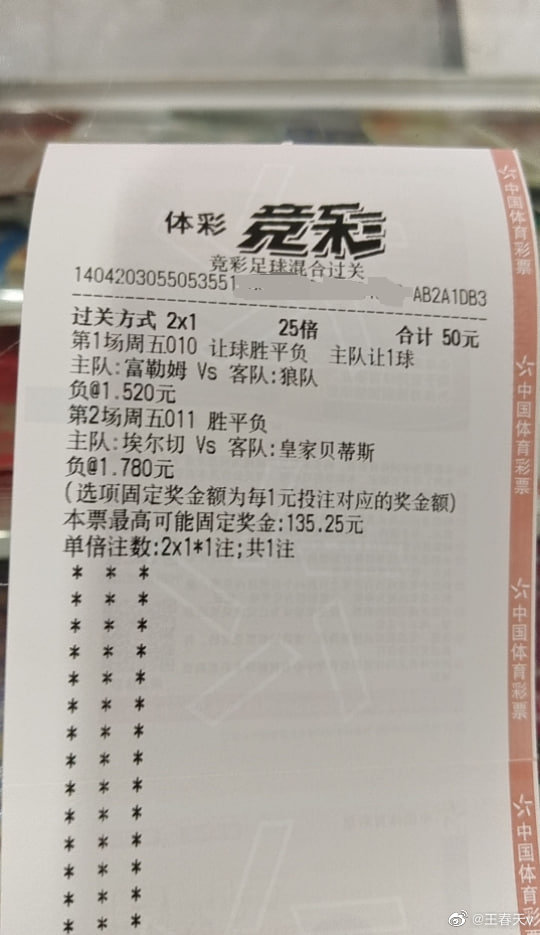 体彩 竞彩
竞彩足球混合过关
1404203055053551 AB2A1DB3
过关方式 2x1 25倍 合计 50元
第1场周五010 让球胜平负 主队让1球
主队:富勒姆 Vs 客队:狼队
负@1.520元
第2场周五011 胜平负
主队:埃尔切 Vs 客队:皇家贝蒂斯
负@1.780元
(选项固定奖金额为每1元投注对应的奖金额)
本票最高可能固定奖金:135.25元
单倍注数:2x1*1注;共1注
* * *
* * *
* * *
* * *
* * *
* * *
* * *
* * *
* * *
* * *
* * *
* * *
* * *
* * *
中国体育彩票
中国体育彩票
中国体育彩票
中国体育彩
@王春天v